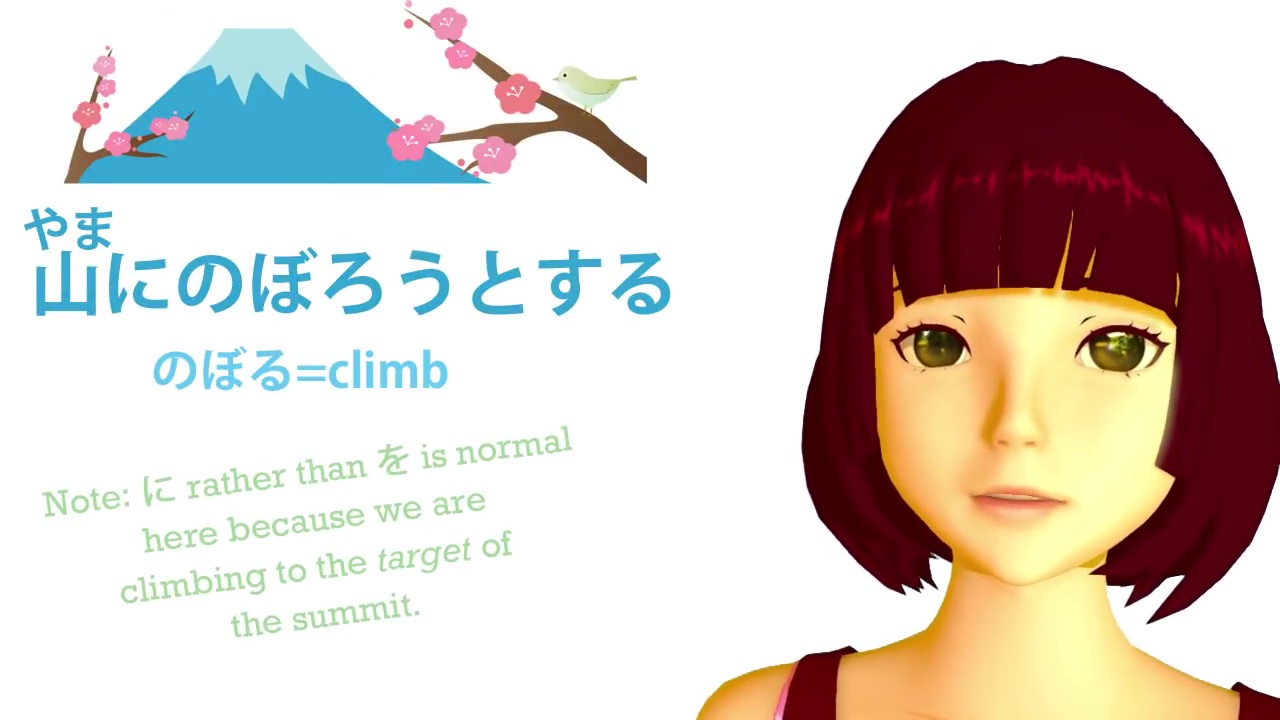 やま
山にのぼろうとする
のぼる=climb
Note: に rather than を is normal
here because we are
climbing to the target of
the summit.